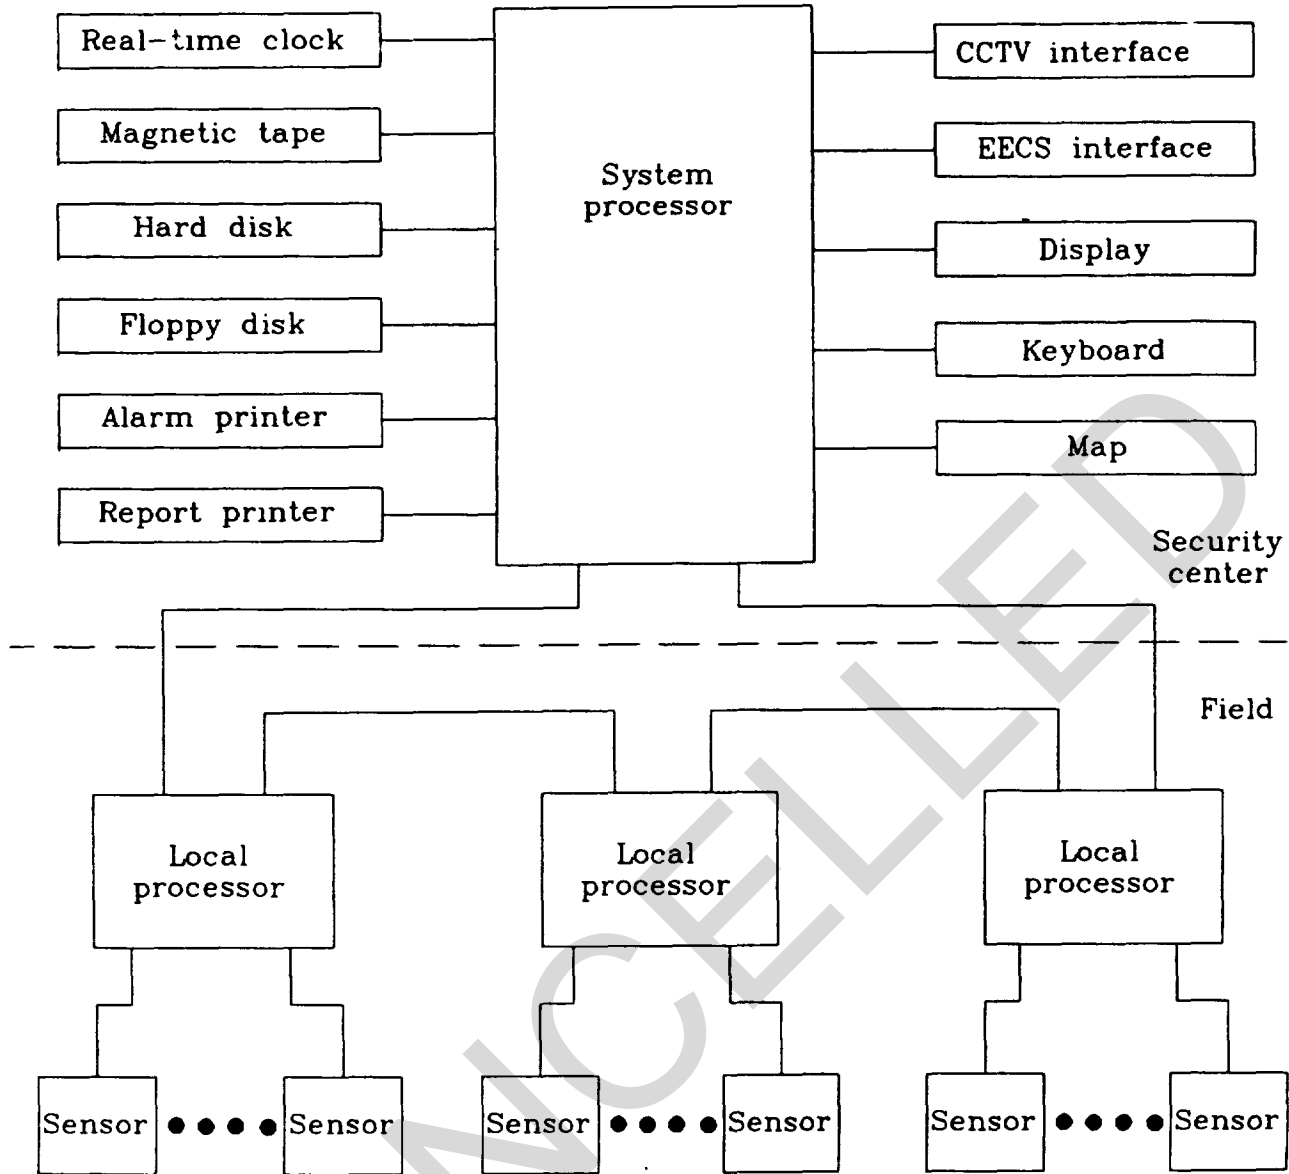 Real-time clock
Magnetic tape
Hard disk
Floppy disk
Alarm printer
Report printer
System
processor
CCTV interface
EECS interface
Display
Keyboard
Map
Security
center
Field
Local
processor
Local
processor
Local
processor
Sensor
Sensor
Sensor
Sensor
Sensor
Sensor
NCELLED